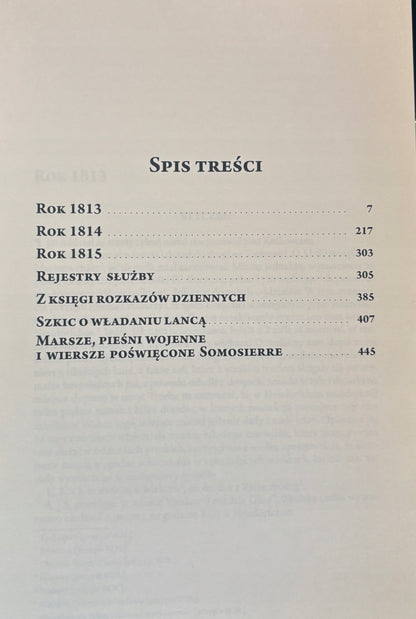 Spis treści
Rok 1813 ........ 7
Rok 1814 ........ 217
Rok 1815 ........ 303
Rejestry służby ........ 305
Z księgi rozkazów dziennych ........ 385
Szkic o władaniu lancą ........ 407
Marsze, pieśni wojenne
i wiersze poświęcone Somosierre ........ 445